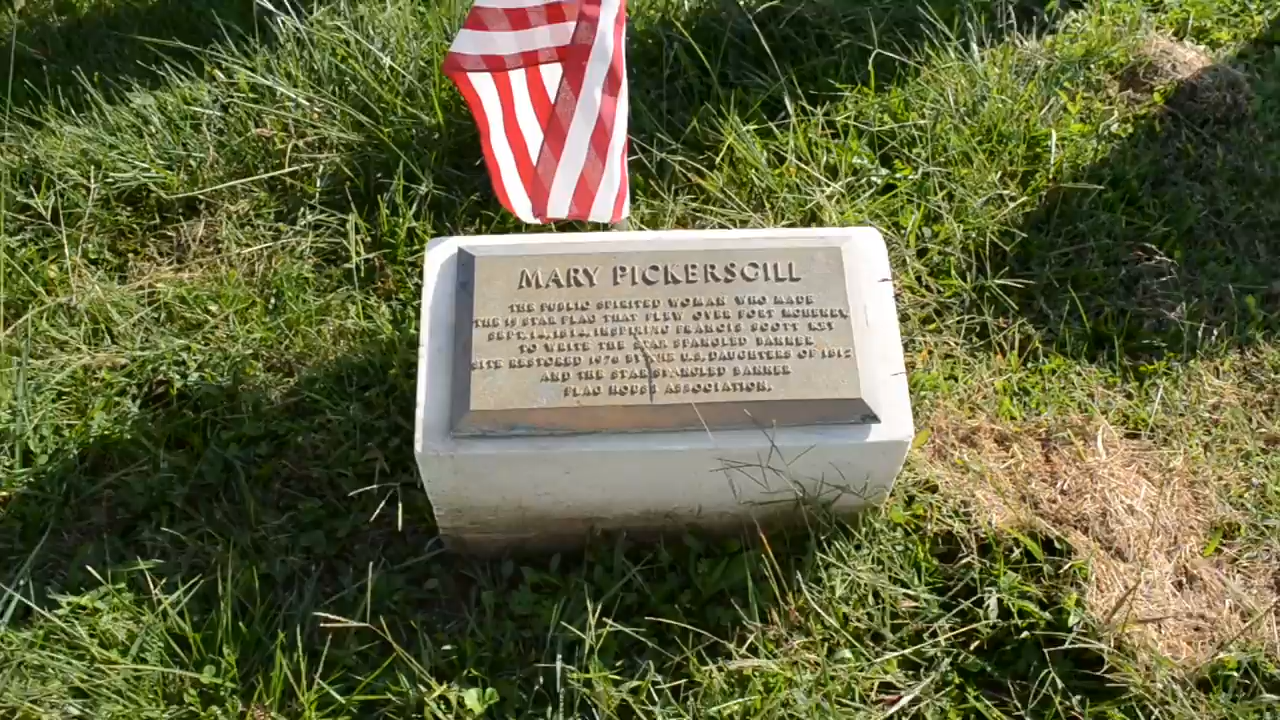 MARY PICKERSGILL
THE PUBLIC SPIRITED WOMAN WHO MADE
THE 15 STAR FLAG THAT FLEW OVER FORT MCHENRY,
SEPT. 14, 1814, INSPIRING FRANCIS SCOTT KEY
TO WRITE THE STAR SPANGLED BANNER
SITE RESTORED 1976 BY THE U.S. DAUGHTERS OF 1812
AND THE STAR SPANGLED BANNER
FLAG HOUSE ASSOCIATION.